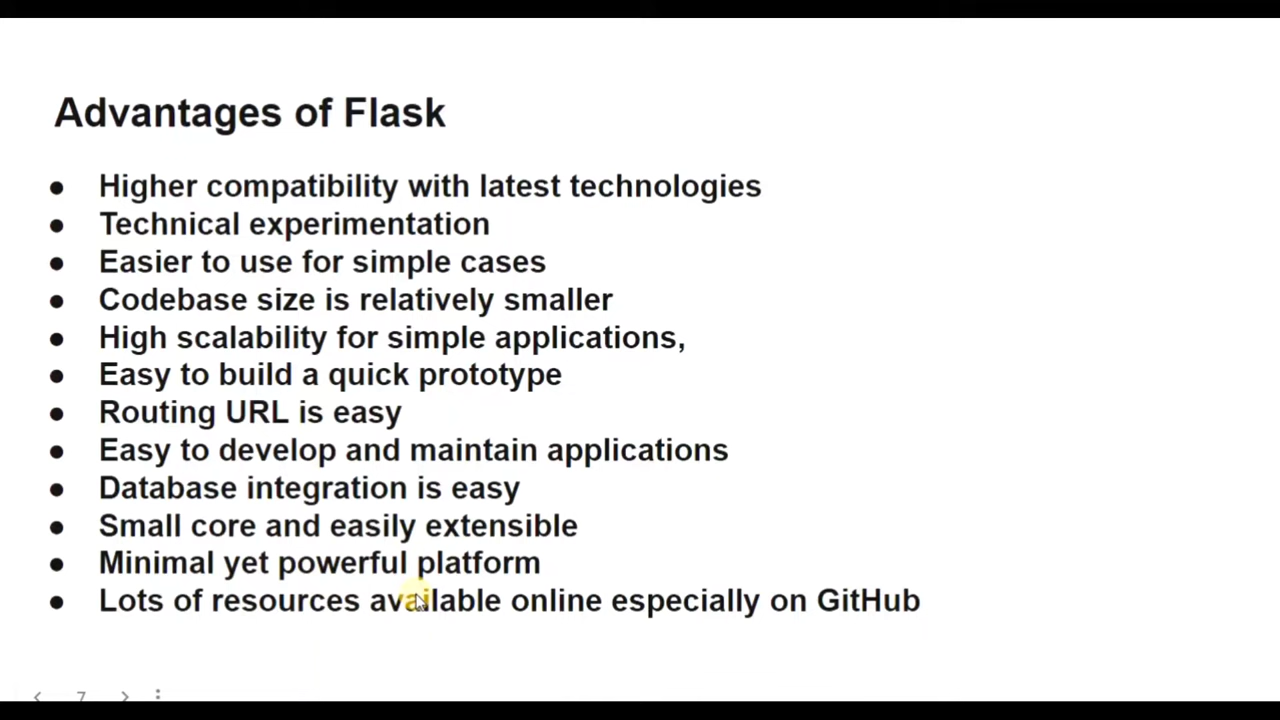 Advantages of Flask
● Higher compatibility with latest technologies
● Technical experimentation
● Easier to use for simple cases
● Codebase size is relatively smaller
● High scalability for simple applications,
● Easy to build a quick prototype
● Routing URL is easy
● Easy to develop and maintain applications
● Database integration is easy
● Small core and easily extensible
● Minimal yet powerful platform
● Lots of resources available online especially on GitHub
7